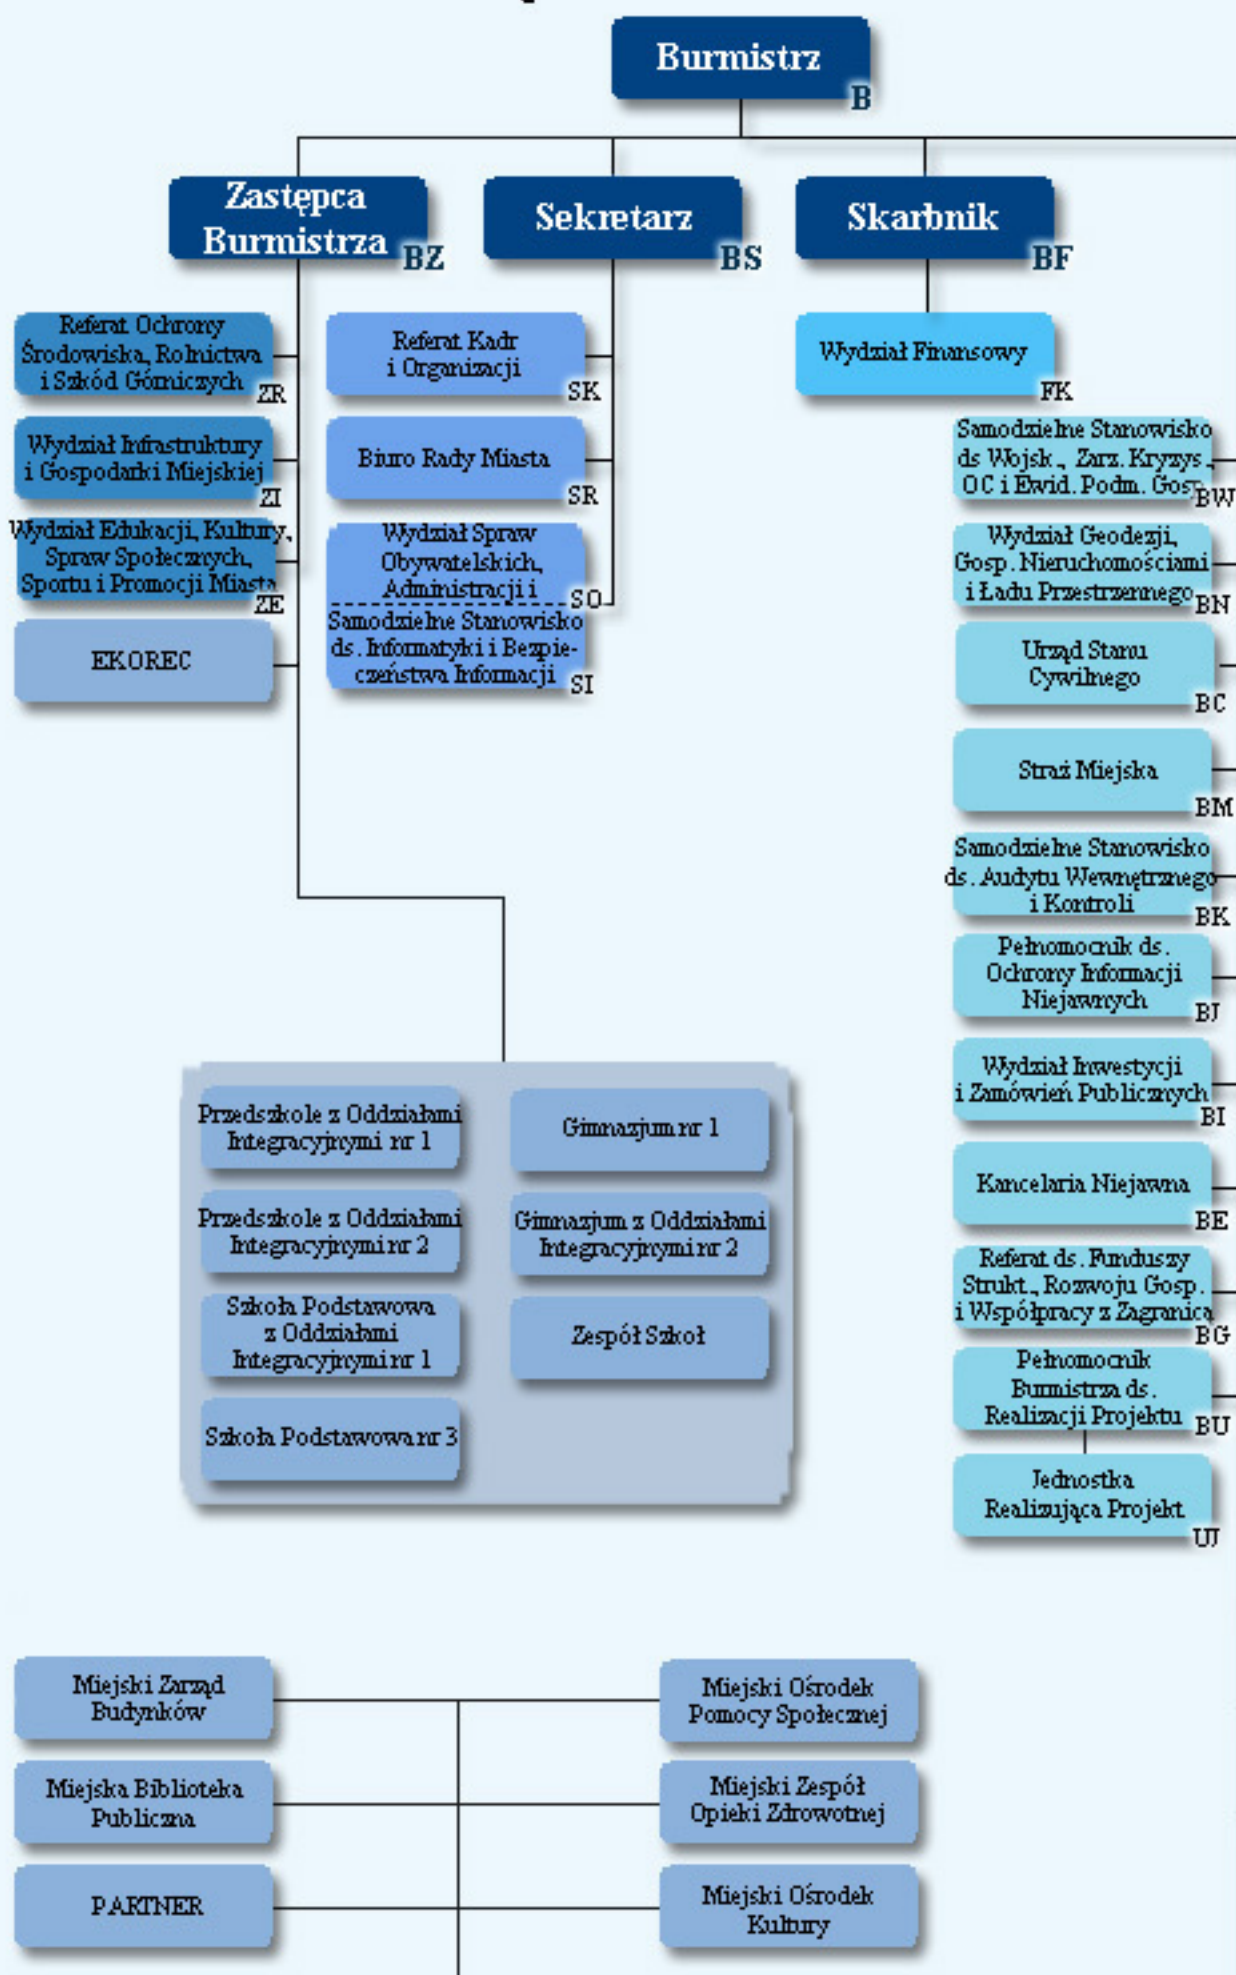 Burmistrz
B
Zastępca
Burmistrza
BZ
Sekretarz
BS
Skarbnik
BF
Referat Ochrony
Środowiska, Rolnictwa
i Szkód Górniczych
ZR
Wydział Infrastruktury
i Gospodarki Miejskiej
ZI
Wydział Edukacji, Kultury,
Spraw Społecznych,
Sportu i Promocji Miasta
ZE
EKOREC
Referat Kadr
i Organizacji
SK
Biuro Rady Miasta
SR
Wydział Spraw
Obywatelskich,
Administracji i
SO
Samodzielne Stanowisko
ds. Informatyki i Bezpie-
czeństwa Informacji
SI
Wydział Finansowy
FK
Samodzielne Stanowisko
ds Wojsk., Zarz. Kryzys.,
OC i Ewid. Podm. Gosp.
BW
Wydział Geodezji,
Gosp. Nieruchomościami
i Ładu Przestrzennego
BN
Urząd Stanu
Cywilnego
BC
Straż Miejska
BM
Samodzielne Stanowisko
ds. Audytu Wewnętrznego
i Kontroli
BK
Pełnomocnik ds.
Ochrony Informacji
Niejawnych
BJ
Wydział Inwestycji
i Zamówień Publicznych
BI
Kancelaria Niejawna
BE
Referat ds. Funduszy
Strukt., Rozwoju Gosp.
i Współpracy z Zagranicą
BG
Pełnomocnik
Burmistrza ds.
Realizacji Projektu
BU
Jednostka
Realizująca Projekt
UJ
Przedszkole z Oddziałami
Integracyjnymi nr 1
Przedszkole z Oddziałami
Integracyjnymi nr 2
Szkoła Podstawowa
z Oddziałami
Integracyjnymi nr 1
Szkoła Podstawowa nr 3
Gimnazjum nr 1
Gimnazjum z Oddziałami
Integracyjnymi nr 2
Zespół Szkół
Miejski Zarząd
Budynków
Miejska Biblioteka
Publiczna
PARTNER
Miejski Ośrodek
Pomocy Społecznej
Miejski Zespół
Opieki Zdrowotnej
Miejski Ośrodek
Kultury